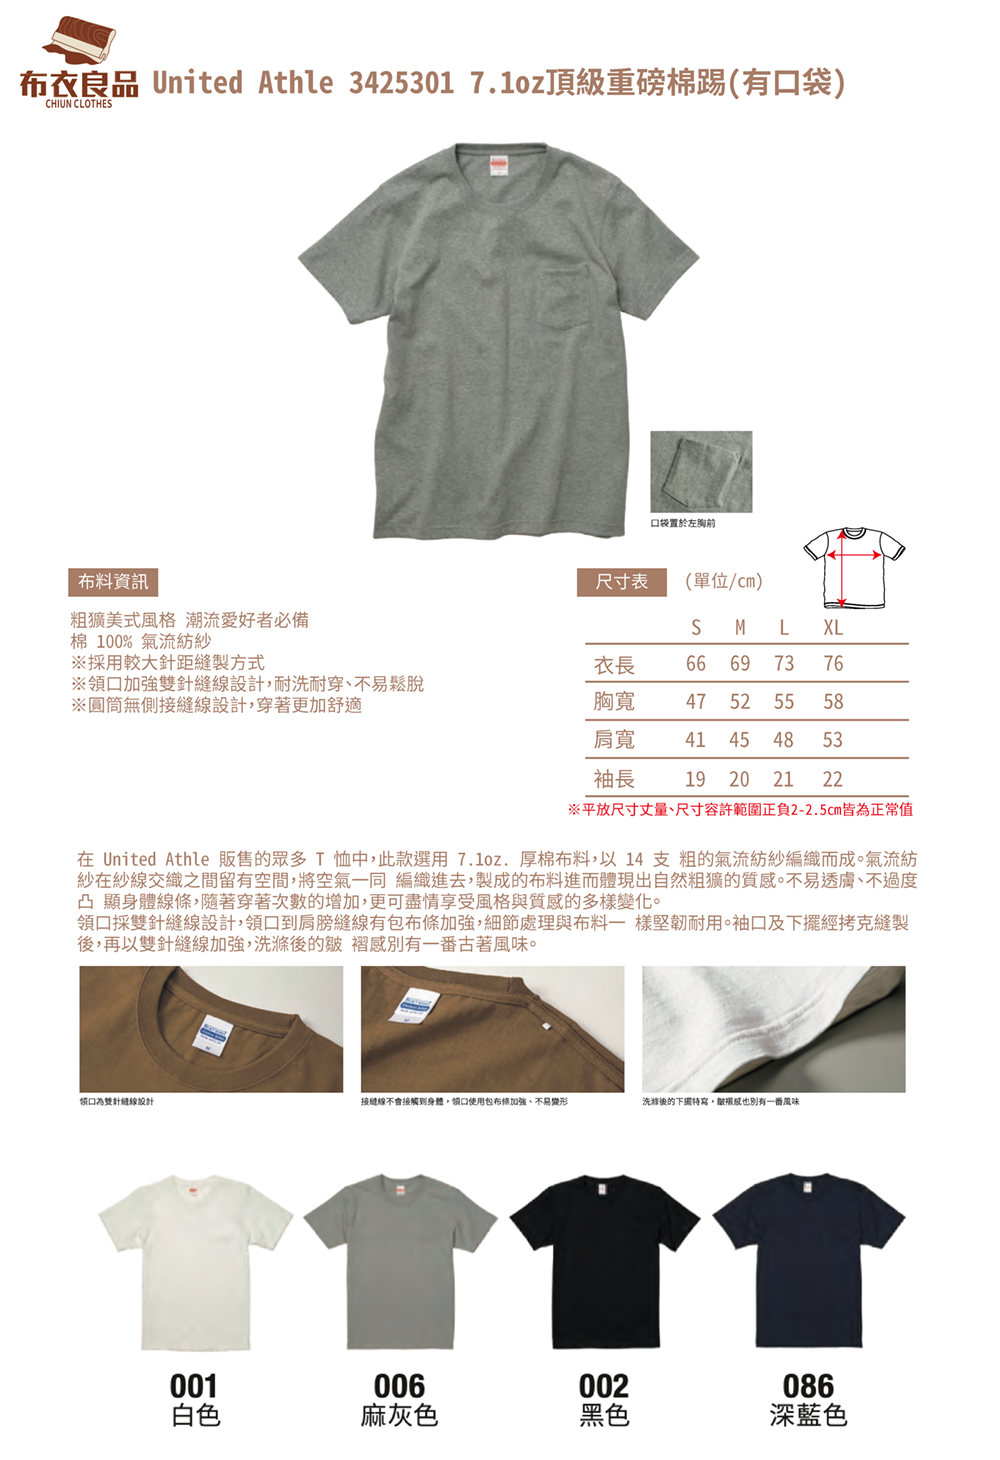 布衣良品
CHIUN CLOTHES
United Athle 3425301 7.1oz頂級重磅棉踢(有口袋)
口袋置於左胸前
布料資訊
粗獷美式風格 潮流愛好者必備
棉 100% 氣流紡紗
※採用較大針距縫製方式
※領口加強雙針縫線設計,耐洗耐穿、不易鬆脫
※圓筒無側接縫線設計,穿著更加舒適
尺寸表 (單位/cm)
S M L XL
衣長 66 69 73 76
胸寬 47 52 55 58
肩寬 41 45 48 53
袖長 19 20 21 22
※平放尺寸丈量、尺寸容許範圍正負2-2.5cm皆為正常值
在 United Athle 販售的眾多 T 恤中,此款選用 7.1oz. 厚棉布料,以 14 支 粗的氣流紡紗編織而成。氣流紡
紗在紗線交織之間留有空間,將空氣一同 編織進去,製成的布料進而體現出自然粗獷的質感。不易透膚、不過度
凸 顯身體線條,隨著穿著次數的增加,更可盡情享受風格與質感的多樣變化。
領口採雙針縫線設計,領口到肩膀縫線有包布條加強,細節處理與布料一 樣堅韌耐用。袖口及下擺經拷克縫製
後,再以雙針縫線加強,洗滌後的皺 褶感別有一番古著風味。
領口為雙針縫線設計
接縫線不會接觸到身體，領口使用包布條加強、不易變形
洗滌後的下擺特寫，皺褶感也別有一番風味
001
白色
006
麻灰色
002
黑色
086
深藍色